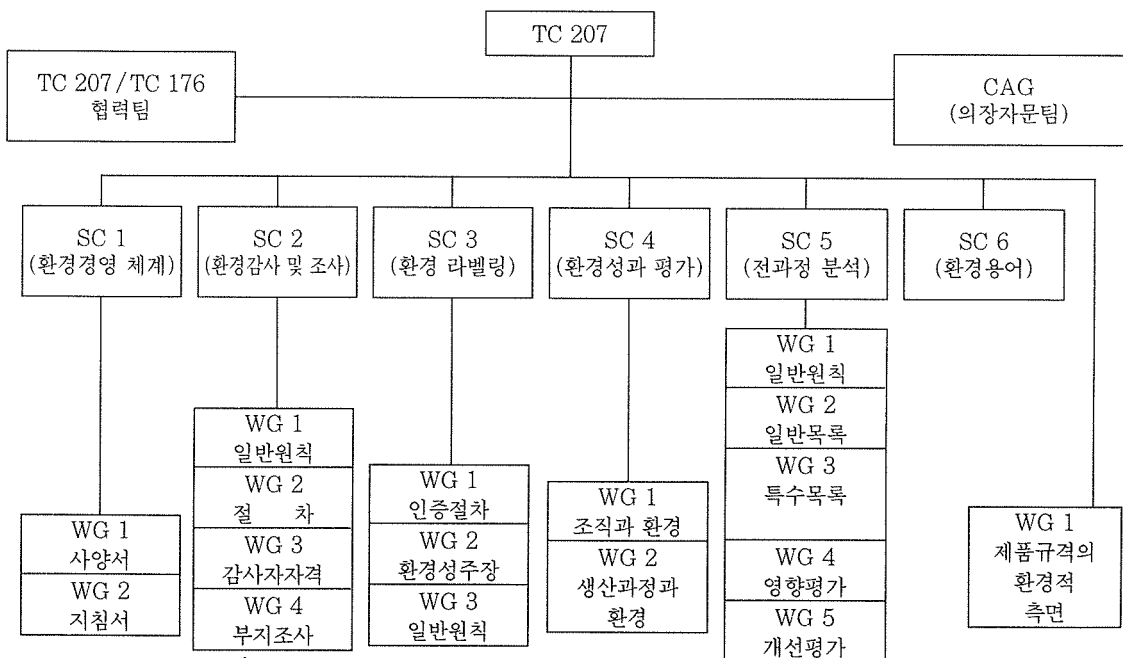 TC 207
TC 207/TC 176
협력팀
CAG
(의장자문팀)
SC 1
(환경경영 체계)
SC 2
(환경감사 및 조사)
SC 3
(환경 라벨링)
SC 4
(환경성과 평가)
SC 5
(전과정 분석)
SC 6
(환경용어)
WG 1
사양서
WG 2
지침서
WG 1
일반원칙
WG 2
절 차
WG 3
감사자자격
WG 4
부지조사
WG 1
인증절차
WG 2
환경성주장
WG 3
일반원칙
WG 1
조직과 환경
WG 2
생산과정과
환경
WG 1
일반원칙
WG 2
일반목록
WG 3
특수목록
WG 4
영향평가
WG 5
개선평가
WG 1
제품규격의
환경적
측면